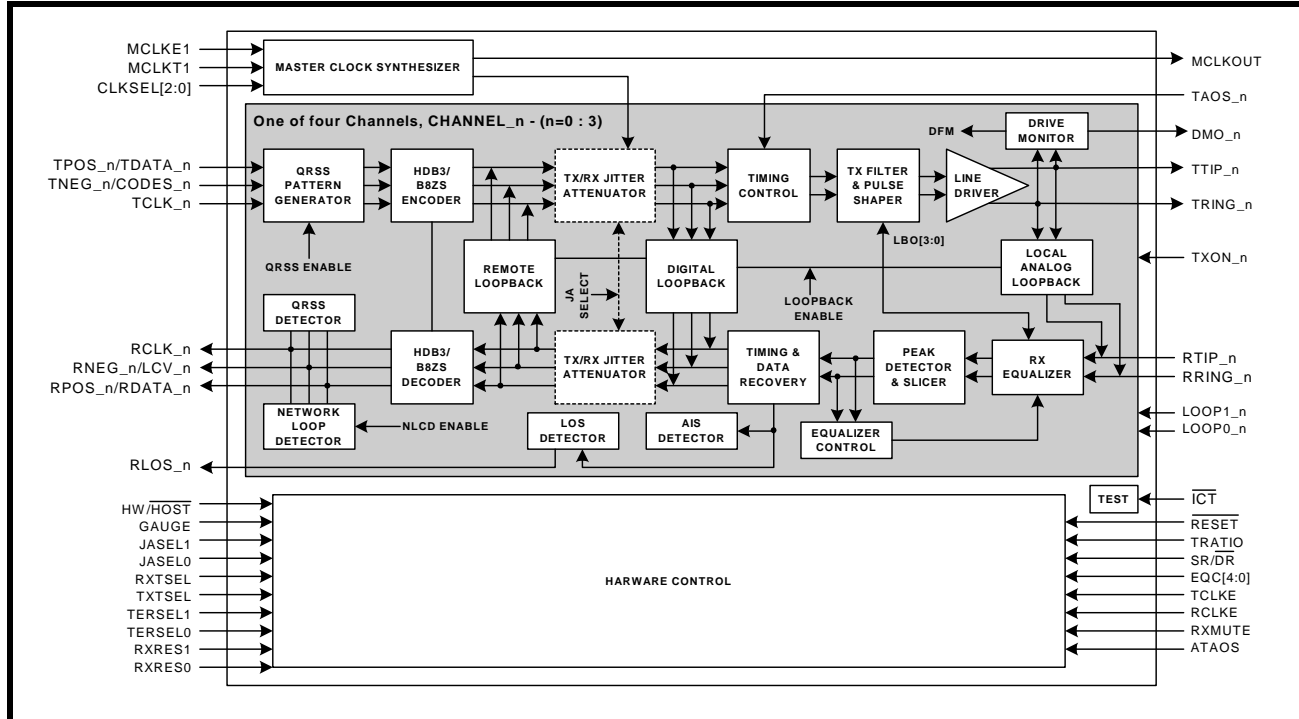 MCLKE1
MCLKT1
CLKSEL[2:0]
MASTER CLOCK SYNTHESIZER
MCLKOUT
TAOS_n
One of four Channels, CHANNEL_n - (n=0 : 3)
DFM
DRIVE
MONITOR
DMO_n
TPOS_n/TDATA_n
TNEG_n/CODES_n
TCLK_n
QRSS
PATTERN
GENERATOR
HDB3/
B8ZS
ENCODER
TX/RX JITTER
ATTENUATOR
TIMING
CONTROL
TX FILTER
& PULSE
SHAPER
LINE
DRIVER
TTIP_n
TRING_n
QRSS ENABLE
REMOTE
LOOPBACK
JA
SELECT
DIGITAL
LOOPBACK
LOOPBACK
ENABLE
LBO[3:0]
LOCAL
ANALOG
LOOPBACK
TXON_n
QRSS
DETECTOR
RCLK_n
RNEG_n/LCV_n
RPOS_n/RDATA_n
HDB3/
B8ZS
DECODER
TX/RX JITTER
ATTENUATOR
TIMING &
DATA
RECOVERY
PEAK
DETECTOR
& SLICER
RX
EQUALIZER
RTIP_n
RRING_n
NETWORK
LOOP
DETECTOR
NLCD ENABLE
LOS
DETECTOR
AIS
DETECTOR
EQUALIZER
CONTROL
LOOP1_n
LOOP0_n
RLOS_n
TEST
ICT
HW/HOST
GAUGE
JASEL1
JASEL0
RXTSEL
TXTSEL
TERSEL1
TERSEL0
RXRES1
RXRES0
HARWARE CONTROL
RESET
TRATIO
SR/DR
EQC[4:0]
TCLKE
RCLKE
RXMUTE
ATAOS